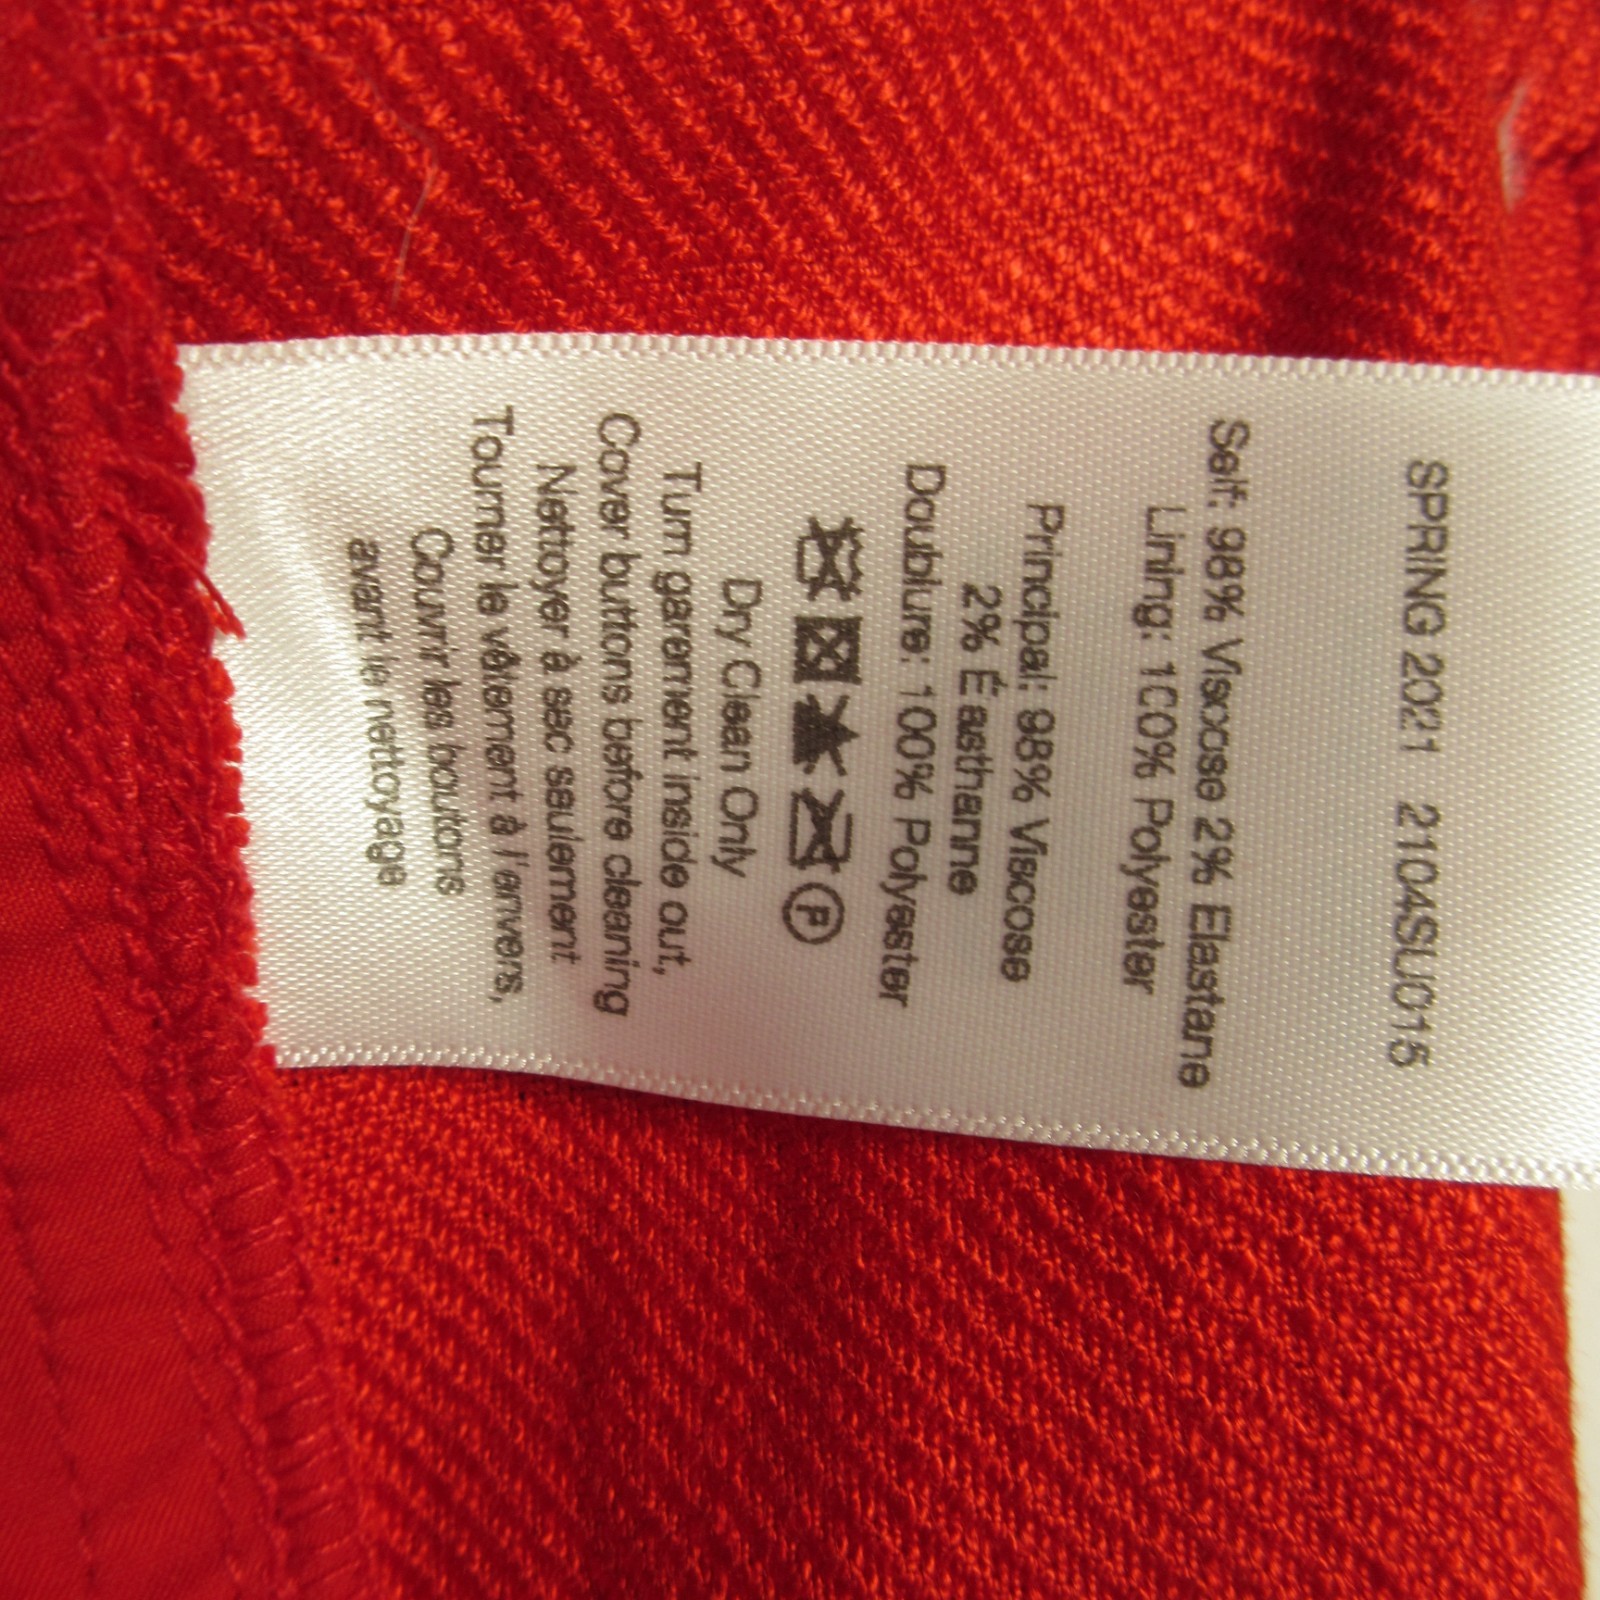 SPRING 2021 2104SU015
Self: 98% Viscose 2% Elastane
Lining: 100% Polyester
Principal: 98% Viscose
2% É asthanne
Doublure: 100% Polyester
P
Dry Clean Only
Turn garment inside out,
Cover buttons before cleaning
Nettoyer à sec seulement
Tourner le vêtement à l'envers,
Couvrir les boutons
avant le nettoyage